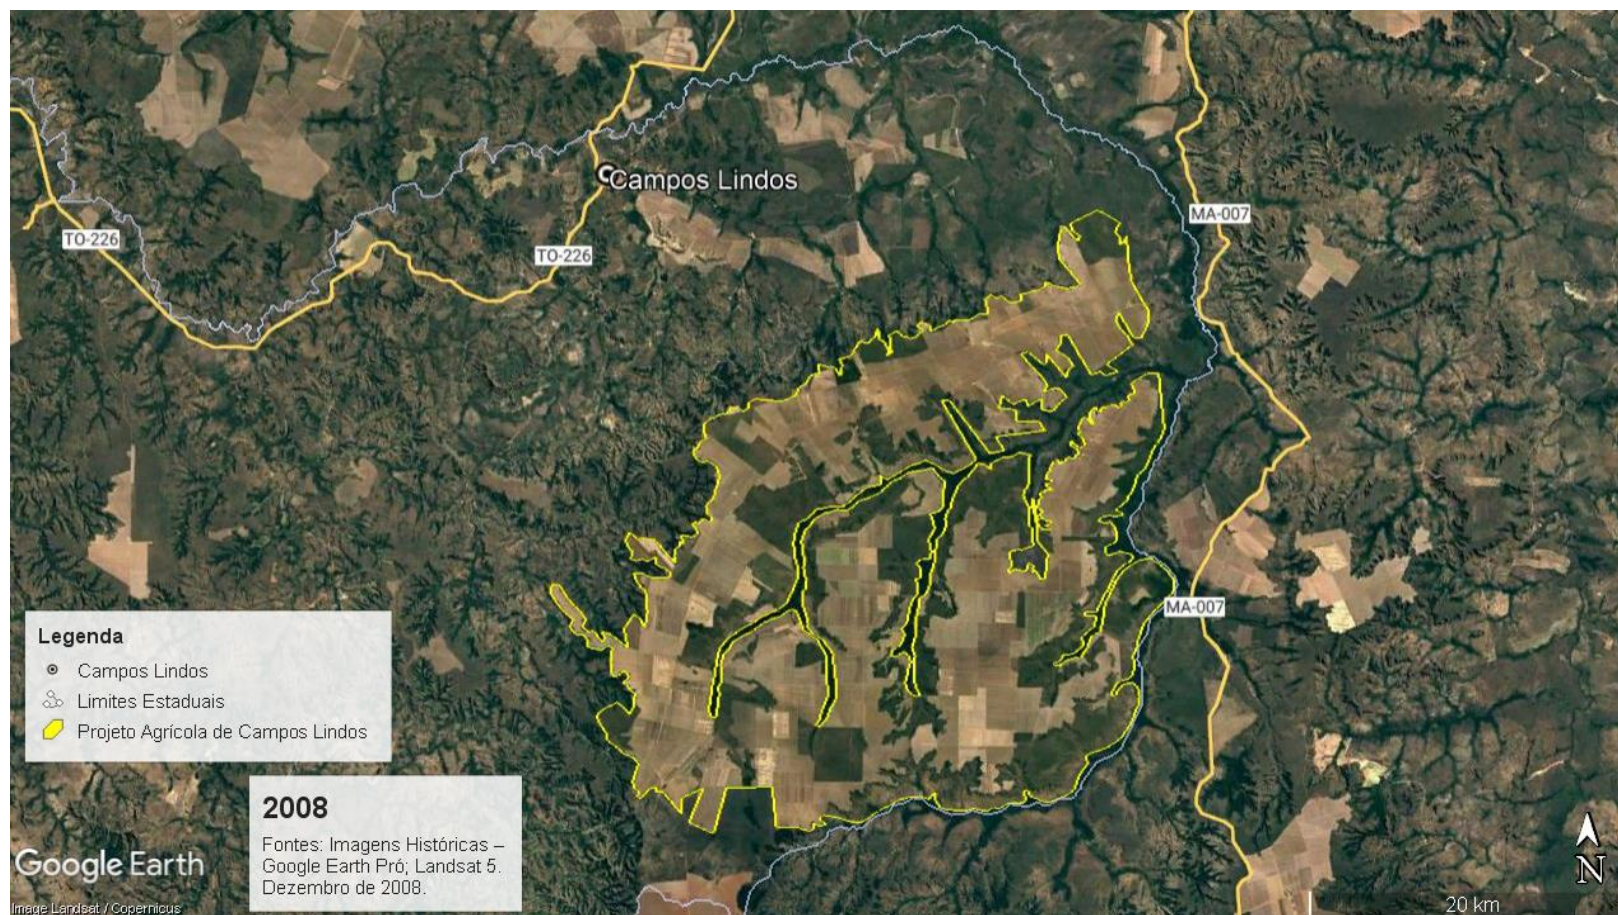 Campos Lindos
MA-007
TO-226
TO-226
MA-007
Legenda
Campos Lindos
Limites Estaduais
Projeto Agrícola de Campos Lindos
2008
Fontes: Imagens Históricas –
Google Earth Pró; Landsat 5.
Dezembro de 2008.
Google Earth
Image Landsat / Copernicus
N
20 km